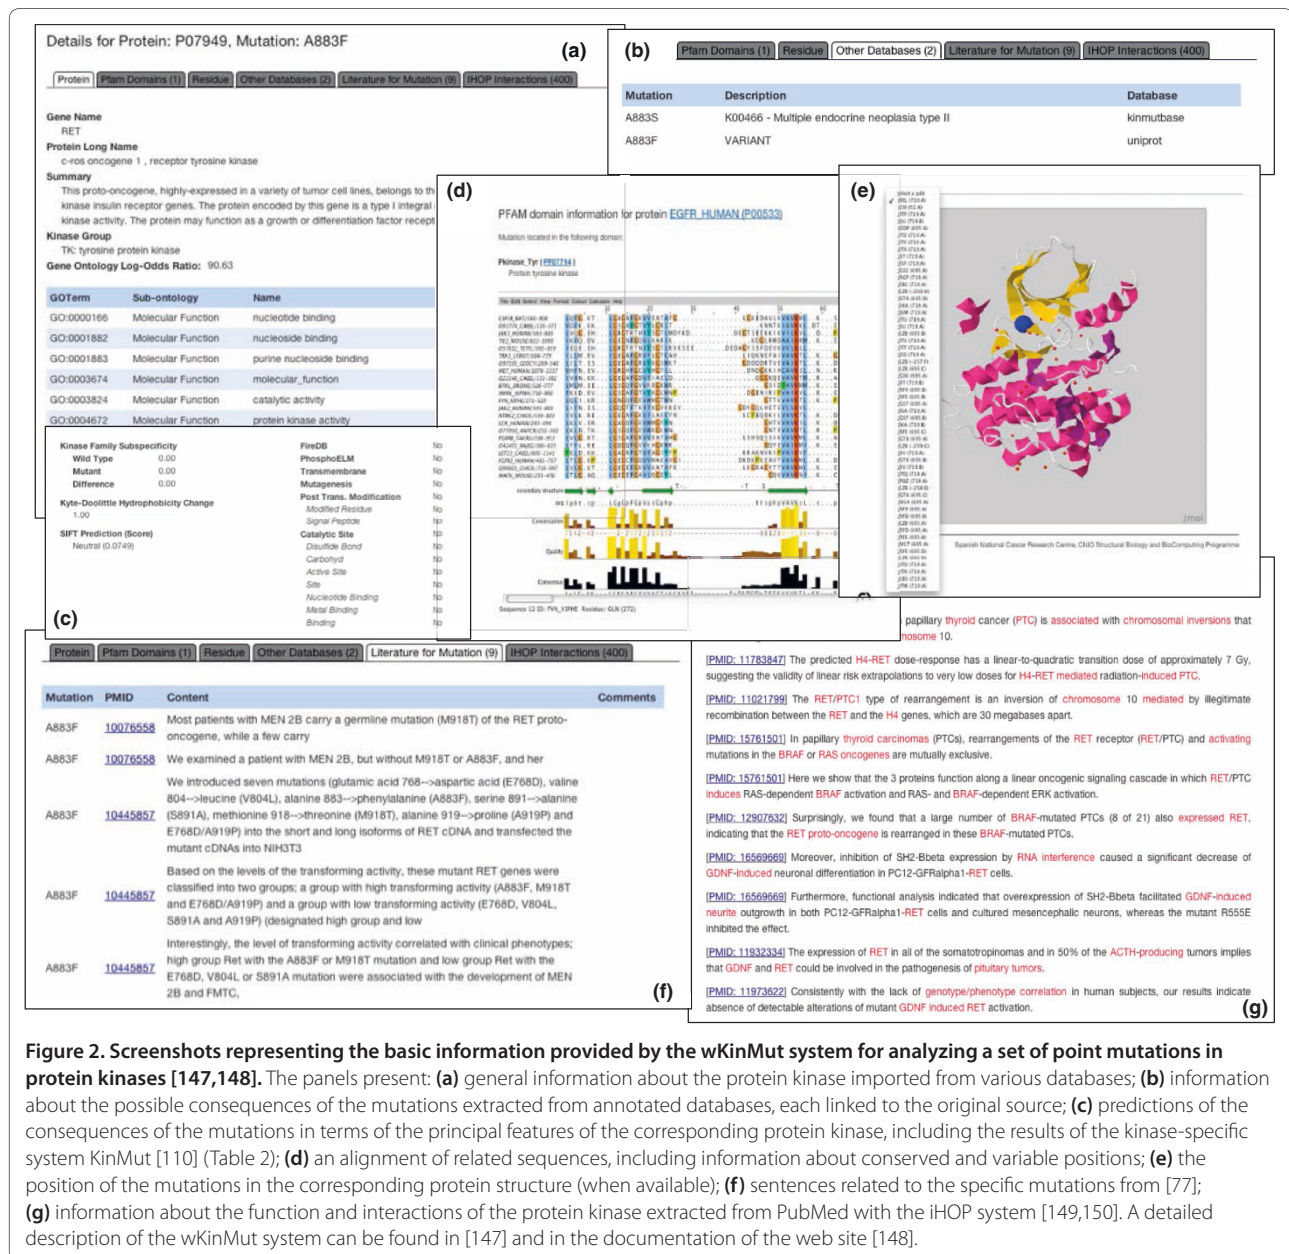 Details for Protein: P07949, Mutation: A883F
(a)
Protein
Pfam Domains (1)
Residue
Other Databases (2)
Literature for Mutation (9)
IHOP Interactions (400)
Gene Name
RET
Protein Long Name
c-ros oncogene 1 , receptor tyrosine kinase
Summary
This proto-oncogene, highly-expressed in a variety of tumor cell lines, belongs to th
kinase insulin receptor genes. The protein encoded by this gene is a type I integral
kinase activity. The protein may function as a growth or differentiation factor recept
Kinase Group
TK: tyrosine protein kinase
Gene Ontology Log-Odds Ratio: 90.63
GOTerm Sub-ontology Name
GO:0000166 Molecular Function nucleotide binding
GO:0001882 Molecular Function nucleoside binding
GO:0001883 Molecular Function purine nucleoside binding
GO:0003674 Molecular Function molecular_function
GO:0003824 Molecular Function catalytic activity
GO:0004672 Molecular Function protein kinase activity
(b)
Pfam Domains (1)
Residue
Other Databases (2)
Literature for Mutation (9)
IHOP Interactions (400)
Mutation Description Database
A883S K00466 - Multiple endocrine neoplasia type II kinmutbase
A883F VARIANT uniprot
Kinase Family Subspecificity
Wild Type 0.00
Mutant 0.00
Difference 0.00
Kyte-Doolittle Hydrophobicity Change
1.00
SIFT Prediction (Score)
Neutral (0.0749)
FireDB No
PhosphoELM No
Transmembrane No
Mutagenesis No
Post Trans. Modification No
Modified Residue No
Signal Peptide No
Catalytic Site No
Disulfide Bond No
Carbohyd No
Active Site No
Site No
Nucleotide Binding No
Metal Binding No
Binding No
(c)
(d)
PFAM domain information for protein EGFR_HUMAN (P00533)
Mutation located in the following domain:
Pkinase_Tyr [ PF07714 ]
Protein tyrosine kinase
File Edit Select View Format Colour Calculate Help
secondary structure
Conservation
Quality
Consensus
Sequence 12 ID: FYN_XIPHE Residue: GLN (272)
(e)
Jmol
Spanish National Cancer Research Centre, CNIO Structural Biology and BioComputing Programme
Protein
Pfam Domains (1)
Residue
Other Databases (2)
Literature for Mutation (9)
IHOP Interactions (400)
Mutation PMID Content Comments
A883F 10076558 Most patients with MEN 2B carry a germline mutation (M918T) of the RET proto-
oncogene, while a few carry
A883F 10076558 We examined a patient with MEN 2B, but without M918T or A883F, and her
We introduced seven mutations (glutamic acid 768-->aspartic acid (E768D), valine
804-->leucine (V804L), alanine 883-->phenylalanine (A883F), serine 891-->alanine
A883F 10445857 (S891A), methionine 918-->threonine (M918T), alanine 919-->proline (A919P) and
E768D/A919P) into the short and long isoforms of RET cDNA and transfected the
mutant cDNAs into NIH3T3
Based on the levels of the transforming activity, these mutant RET genes were
classified into two groups; a group with high transforming activity (A883F, M918T
A883F 10445857 and E768D/A919P) and a group with low transforming activity (E768D, V804L,
S891A and A919P) (designated high group and low
Interestingly, the level of transforming activity correlated with clinical phenotypes;
A883F 10445857 high group Ret with the A883F or M918T mutation and low group Ret with the
E768D, V804L or S891A mutation were associated with the development of MEN
2B and FMTC,
(f)
papillary thyroid cancer (PTC) is associated with chromosomal inversions that
mosome 10.
[PMID: 11783847] The predicted H4-RET dose-response has a linear-to-quadratic transition dose of approximately 7 Gy,
suggesting the validity of linear risk extrapolations to very low doses for H4-RET mediated radiation-induced PTC.
[PMID: 11021799] The RET/PTC1 type of rearrangement is an inversion of chromosome 10 mediated by illegitimate
recombination between the RET and the H4 genes, which are 30 megabases apart.
[PMID: 15761501] In papillary thyroid carcinomas (PTCs), rearrangements of the RET receptor (RET/PTC) and activating
mutations in the BRAF or RAS oncogenes are mutually exclusive.
[PMID: 15761501] Here we show that the 3 proteins function along a linear oncogenic signaling cascade in which RET/PTC
induces RAS-dependent BRAF activation and RAS- and BRAF-dependent ERK activation.
[PMID: 12907632] Surprisingly, we found that a large number of BRAF-mutated PTCs (8 of 21) also expressed RET,
indicating that the RET proto-oncogene is rearranged in these BRAF-mutated PTCs.
[PMID: 16569669] Moreover, inhibition of SH2-Bbeta expression by RNA interference caused a significant decrease of
GDNF-induced neuronal differentiation in PC12-GFRalpha1-RET cells.
[PMID: 16569669] Furthermore, functional analysis indicated that overexpression of SH2-Bbeta facilitated GDNF-induced
neurite outgrowth in both PC12-GFRalpha1-RET cells and cultured mesencephalic neurons, whereas the mutant R555E
inhibited the effect.
[PMID: 11932334] The expression of RET in all of the somatotropinomas and in 50% of the ACTH-producing tumors implies
that GDNF and RET could be involved in the pathogenesis of pituitary tumors.
[PMID: 11973622] Consistently with the lack of genotype/phenotype correlation in human subjects, our results indicate
absence of detectable alterations of mutant GDNF induced RET activation.
(g)
Figure 2. Screenshots representing the basic information provided by the wKinMut system for analyzing a set of point mutations in
protein kinases [147,148]. The panels present: (a) general information about the protein kinase imported from various databases; (b) information
about the possible consequences of the mutations extracted from annotated databases, each linked to the original source; (c) predictions of the
consequences of the mutations in terms of the principal features of the corresponding protein kinase, including the results of the kinase-specific
system KinMut [110] (Table 2); (d) an alignment of related sequences, including information about conserved and variable positions; (e) the
position of the mutations in the corresponding protein structure (when available); (f) sentences related to the specific mutations from [77];
(g) information about the function and interactions of the protein kinase extracted from PubMed with the iHOP system [149,150]. A detailed
description of the wKinMut system can be found in [147] and in the documentation of the web site [148].